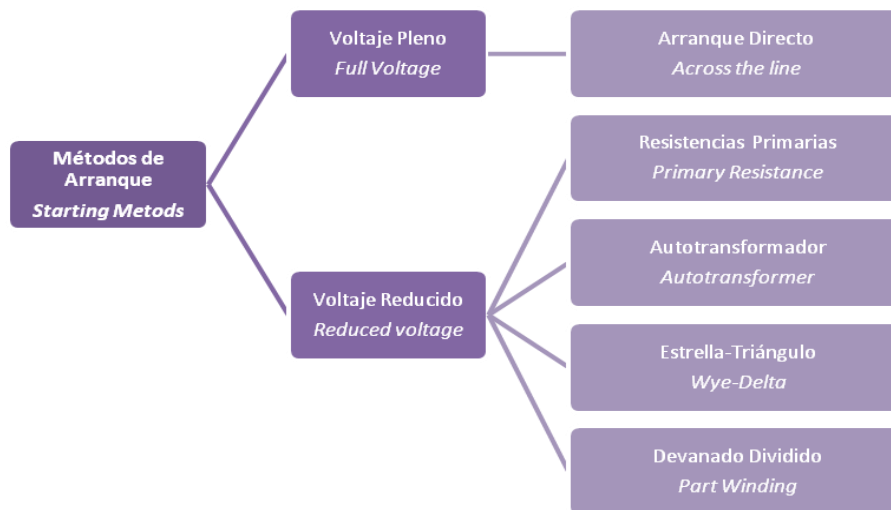 Métodos de
Arranque
Starting Metods
Voltaje Pleno
Full Voltage
Arranque Directo
Across the line
Voltaje Reducido
Reduced voltage
Resistencias Primarias
Primary Resistance
Autotransformador
Autotransformer
Estrella-Triángulo
Wye-Delta
Devanado Dividido
Part Winding